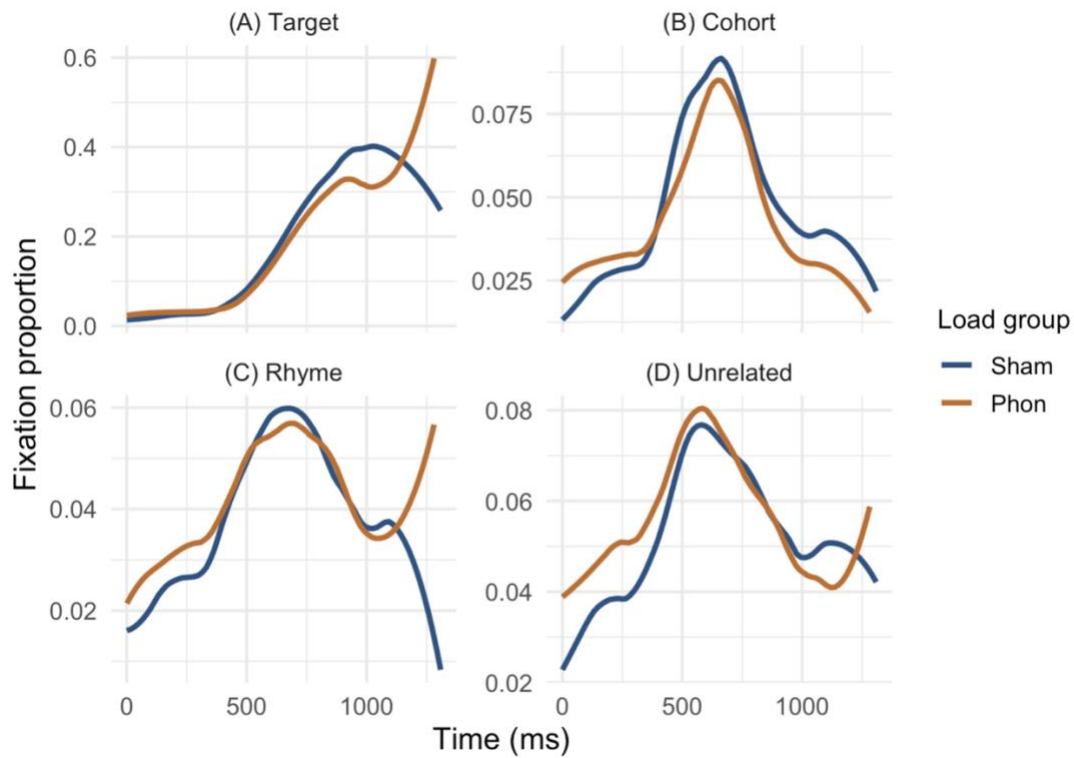 (A) Target
(B) Cohort
0.6
0.4
0.2
0.0
0.075
0.050
0.025
Fixation proportion
(C) Rhyme
(D) Unrelated
0.06
0.04
0.02
0.08
0.06
0.04
0.02
0
500
1000
0
500
1000
Time (ms)
Load group
Sham
Phon